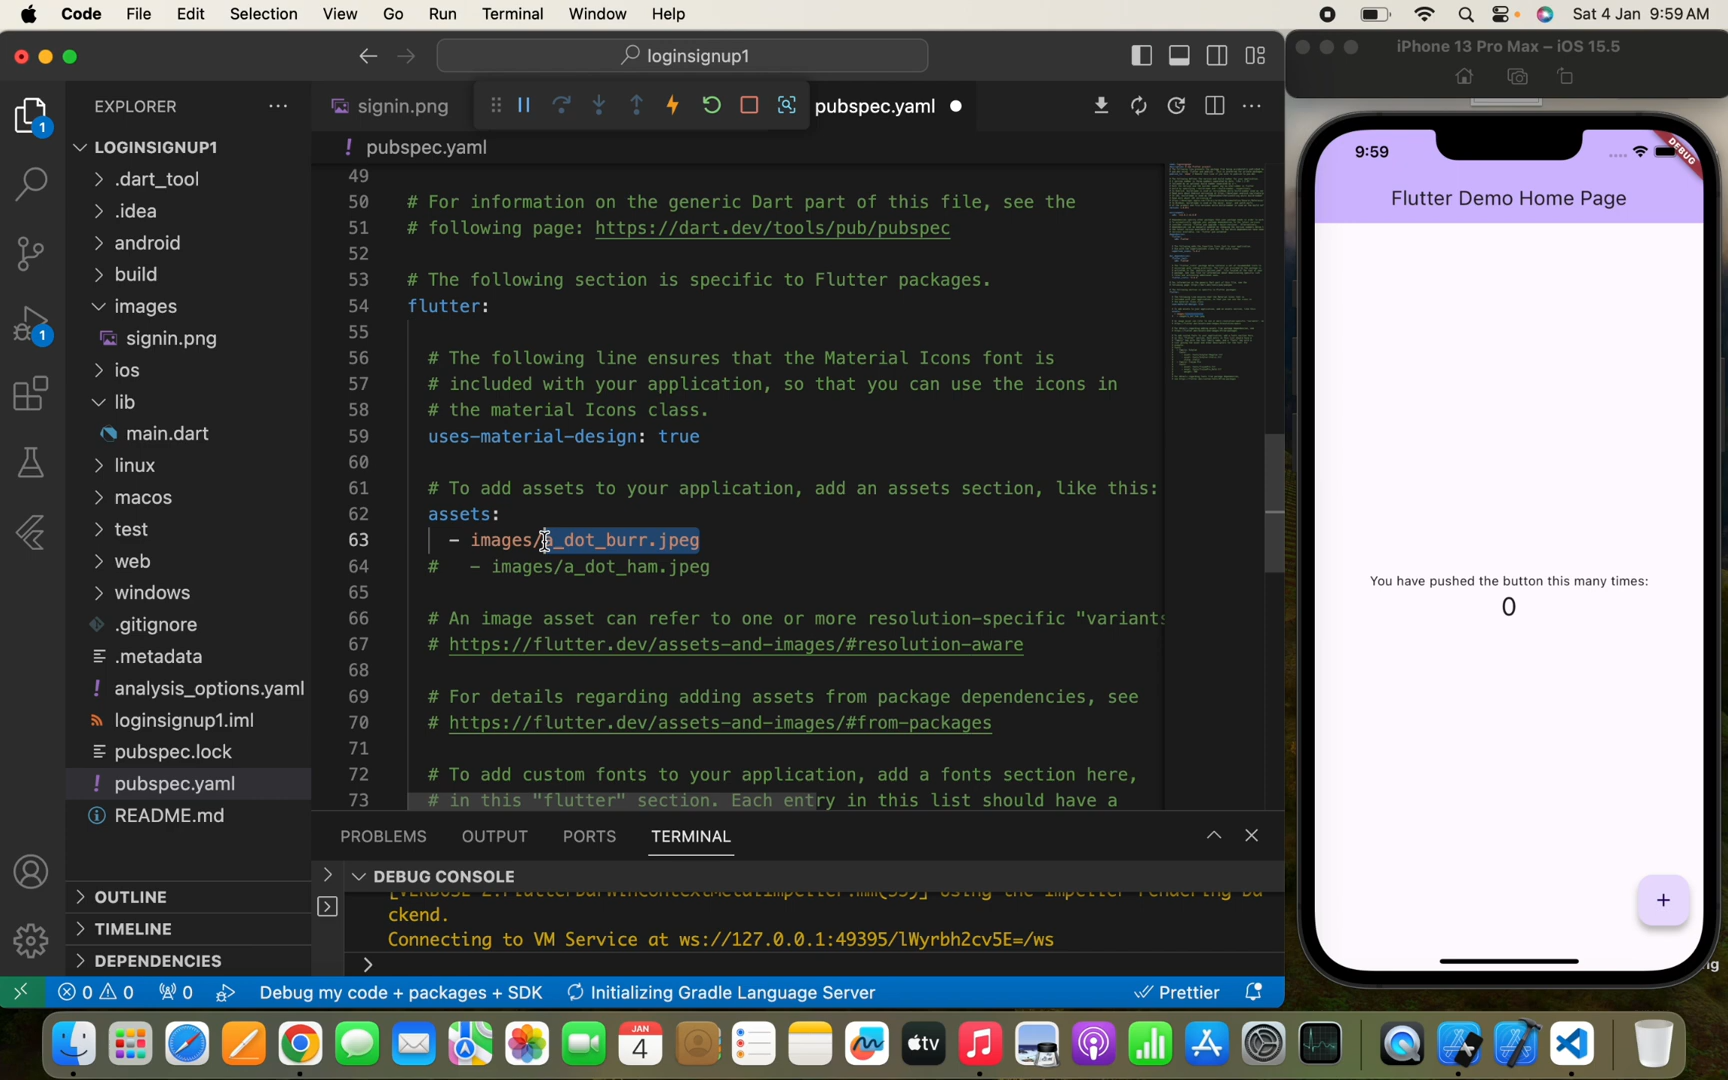 Code File Edit Selection View Go Run Terminal Window Help Sat 4 Jan 9:59 AM
loginsignup1
iPhone 13 Pro Max – iOS 15.5
EXPLORER
signin.png
pubspec.yaml
LOGINSIGNUP1
.dart_tool
.idea
android
build
images
signin.png
ios
lib
main.dart
linux
macos
test
web
windows
.gitignore
.metadata
analysis_options.yaml
loginsignup1.iml
pubspec.lock
pubspec.yaml
README.md
OUTLINE
TIMELINE
DEPENDENCIES
1
1
! pubspec.yaml
49
50 # For information on the generic Dart part of this file, see the
51 # following page: https://dart.dev/tools/pub/pubspec
52
53 # The following section is specific to Flutter packages.
54 flutter:
55
56 # The following line ensures that the Material Icons font is
57 # included with your application, so that you can use the icons in
58 # the material Icons class.
59 uses-material-design: true
60
61 # To add assets to your application, add an assets section, like this:
62 assets:
63 - images/a_dot_burr.jpeg
64 # - images/a_dot_ham.jpeg
65
66 # An image asset can refer to one or more resolution-specific "variants
67 # https://flutter.dev/assets-and-images/#resolution-aware
68
69 # For details regarding adding assets from package dependencies, see
70 # https://flutter.dev/assets-and-images/#from-packages
71
72 # To add custom fonts to your application, add a fonts section here,
73 # in this "flutter" section. Each entry in this list should have a
PROBLEMS OUTPUT PORTS TERMINAL
DEBUG CONSOLE
ckend.
Connecting to VM Service at ws://127.0.0.1:49395/lWyrbh2cv5E=/ws
0 0 0 Debug my code + packages + SDK Initializing Gradle Language Server Prettier
9:59
DEBUG
Flutter Demo Home Page
You have pushed the button this many times:
0
+
JAN
4
tv